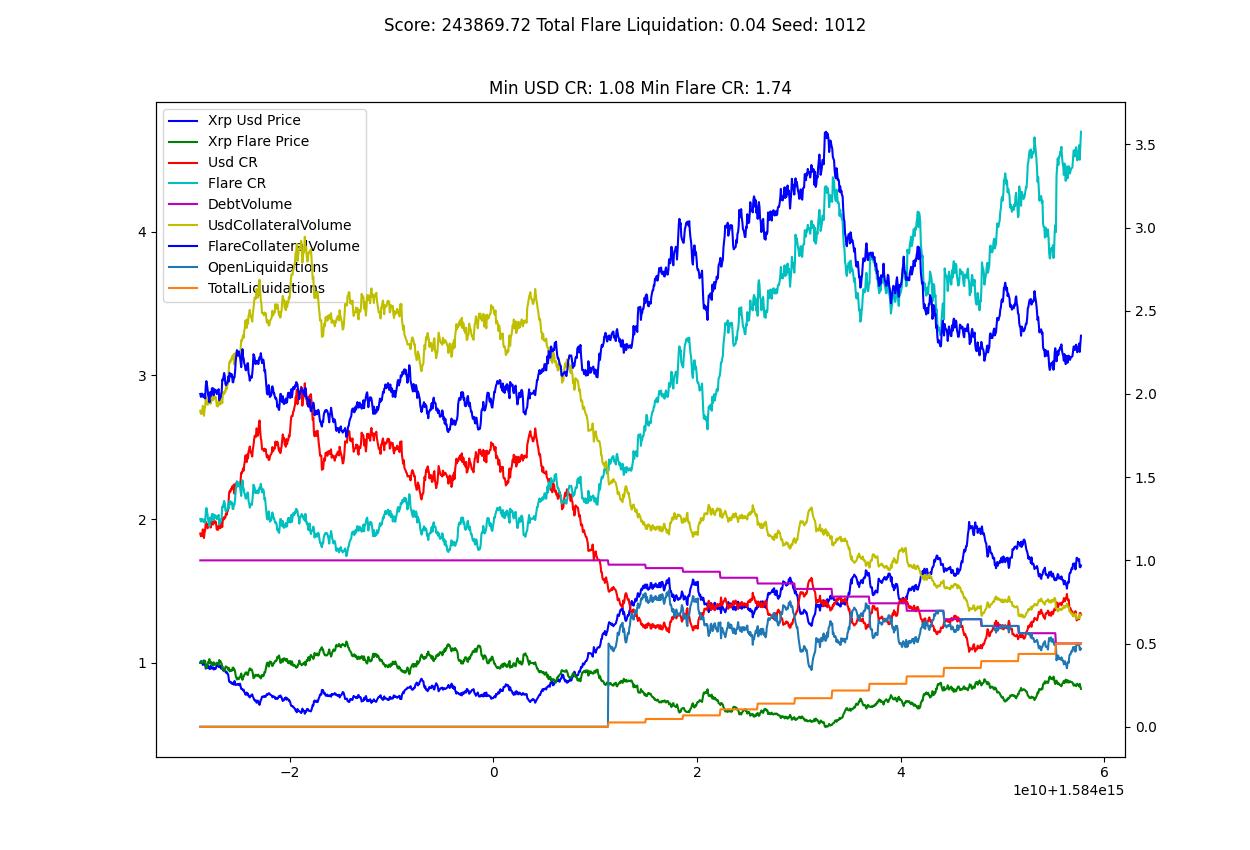 Score: 243869.72 Total Flare Liquidation: 0.04 Seed: 1012
Min USD CR: 1.08 Min Flare CR: 1.74
Xrp Usd Price
Xrp Flare Price
Usd CR
Flare CR
DebtVolume
UsdCollateralVolume
FlareCollateralVolume
OpenLiquidations
TotalLiquidations
4
3
2
1
3.5
3.0
2.5
2.0
1.5
1.0
0.5
0.0
−2
0
2
4
6
1e10+1.584e15